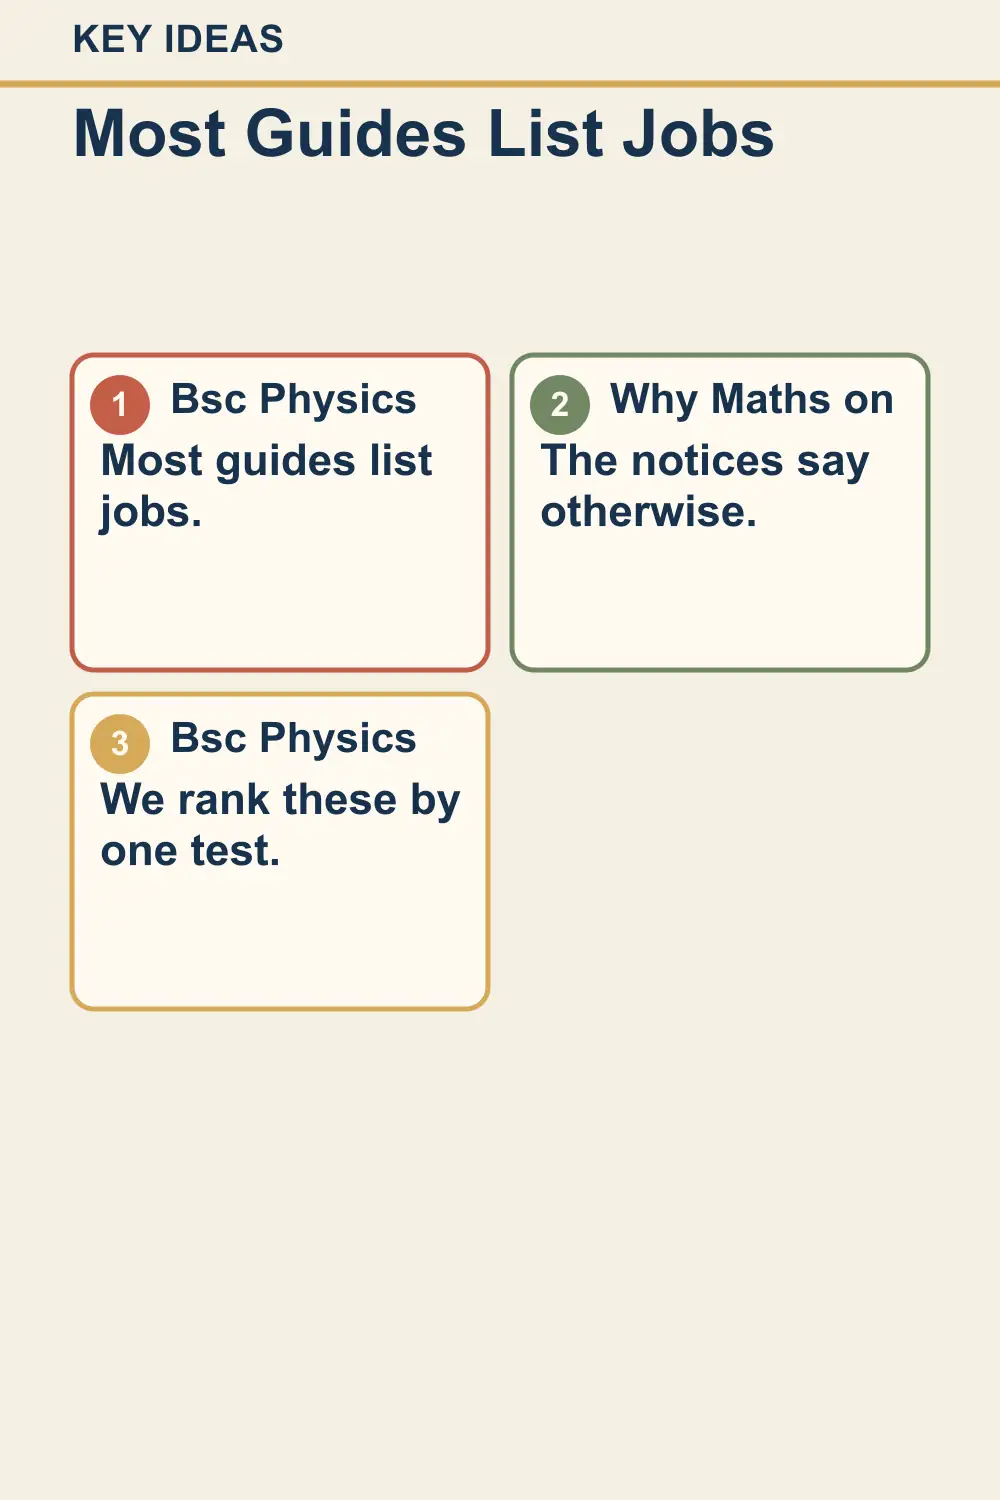 KEY IDEAS
Most Guides List Jobs
1 Bsc Physics
Most guides list
jobs.
2 Why Maths on
The notices say
otherwise.
3 Bsc Physics
We rank these by
one test.